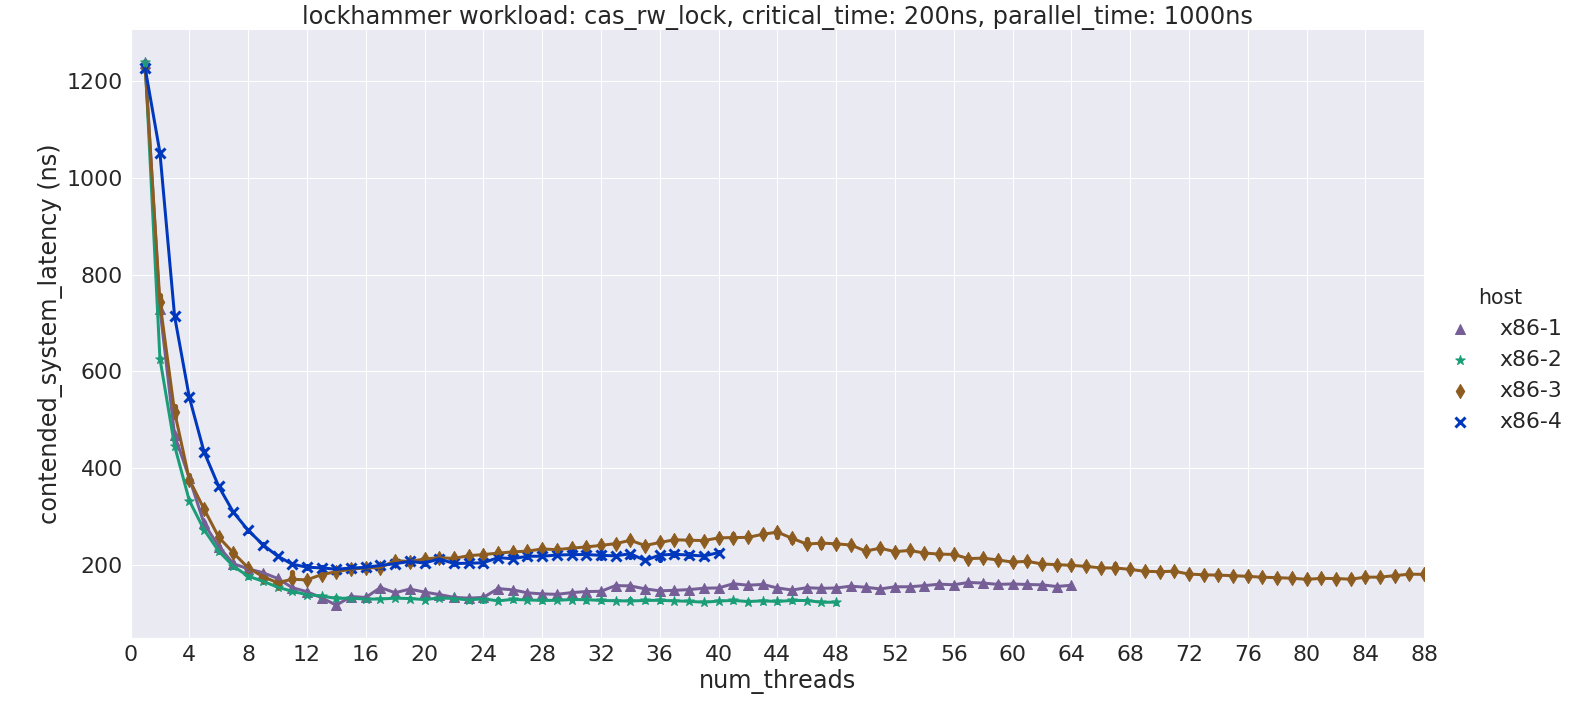 lockhammer workload: cas_rw_lock, critical_time: 200ns, parallel_time: 1000ns
contended_system_latency (ns)
1200
1000
800
600
400
200
0 4 8 12 16 20 24 28 32 36 40 44 48 52 56 60 64 68 72 76 80 84 88
num_threads
host
x86-1
x86-2
x86-3
x86-4